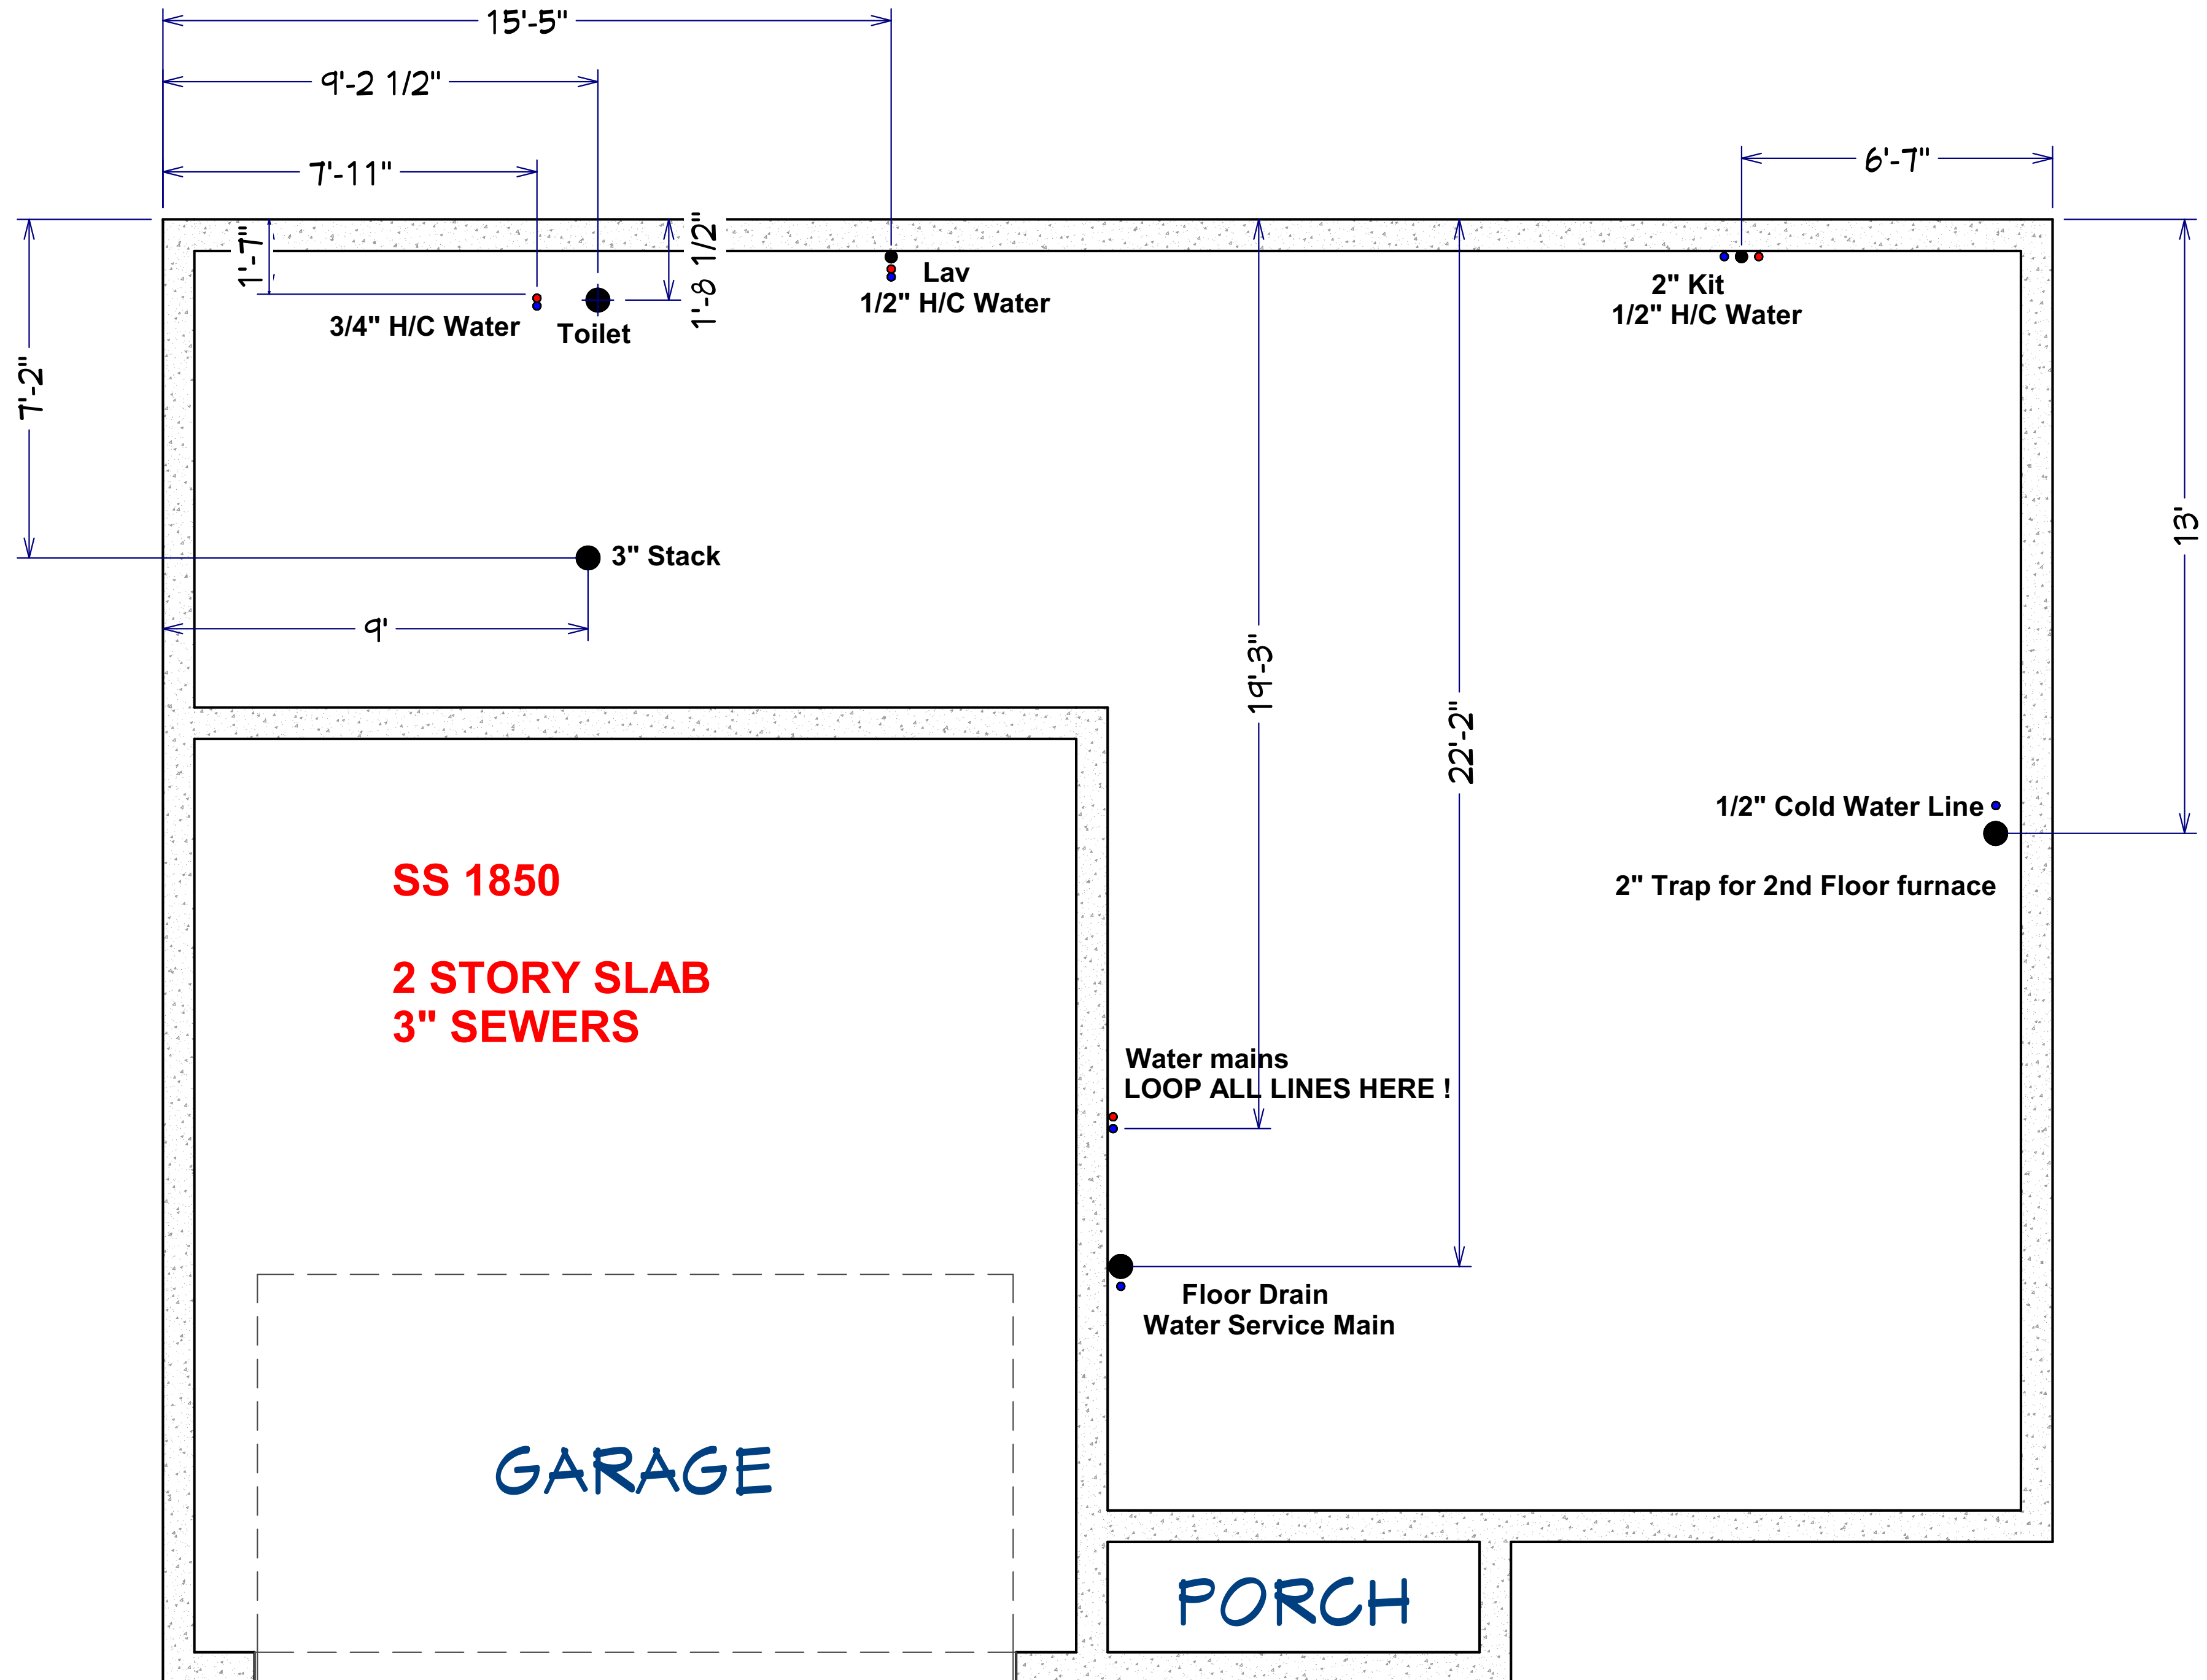 15'-5"
9'-2 1/2"
7'-11"
6'-7"
1'-7"
1'-8 1/2"
Lav
1/2" H/C Water
2" Kit
1/2" H/C Water
3/4" H/C Water
Toilet
7'-2"
13'
3" Stack
9'
19'-3"
22'-2"
1/2" Cold Water Line
2" Trap for 2nd Floor furnace
SS 1850
2 STORY SLAB
3" SEWERS
Water mains
LOOP ALL LINES HERE !
Floor Drain
Water Service Main
GARAGE
PORCH